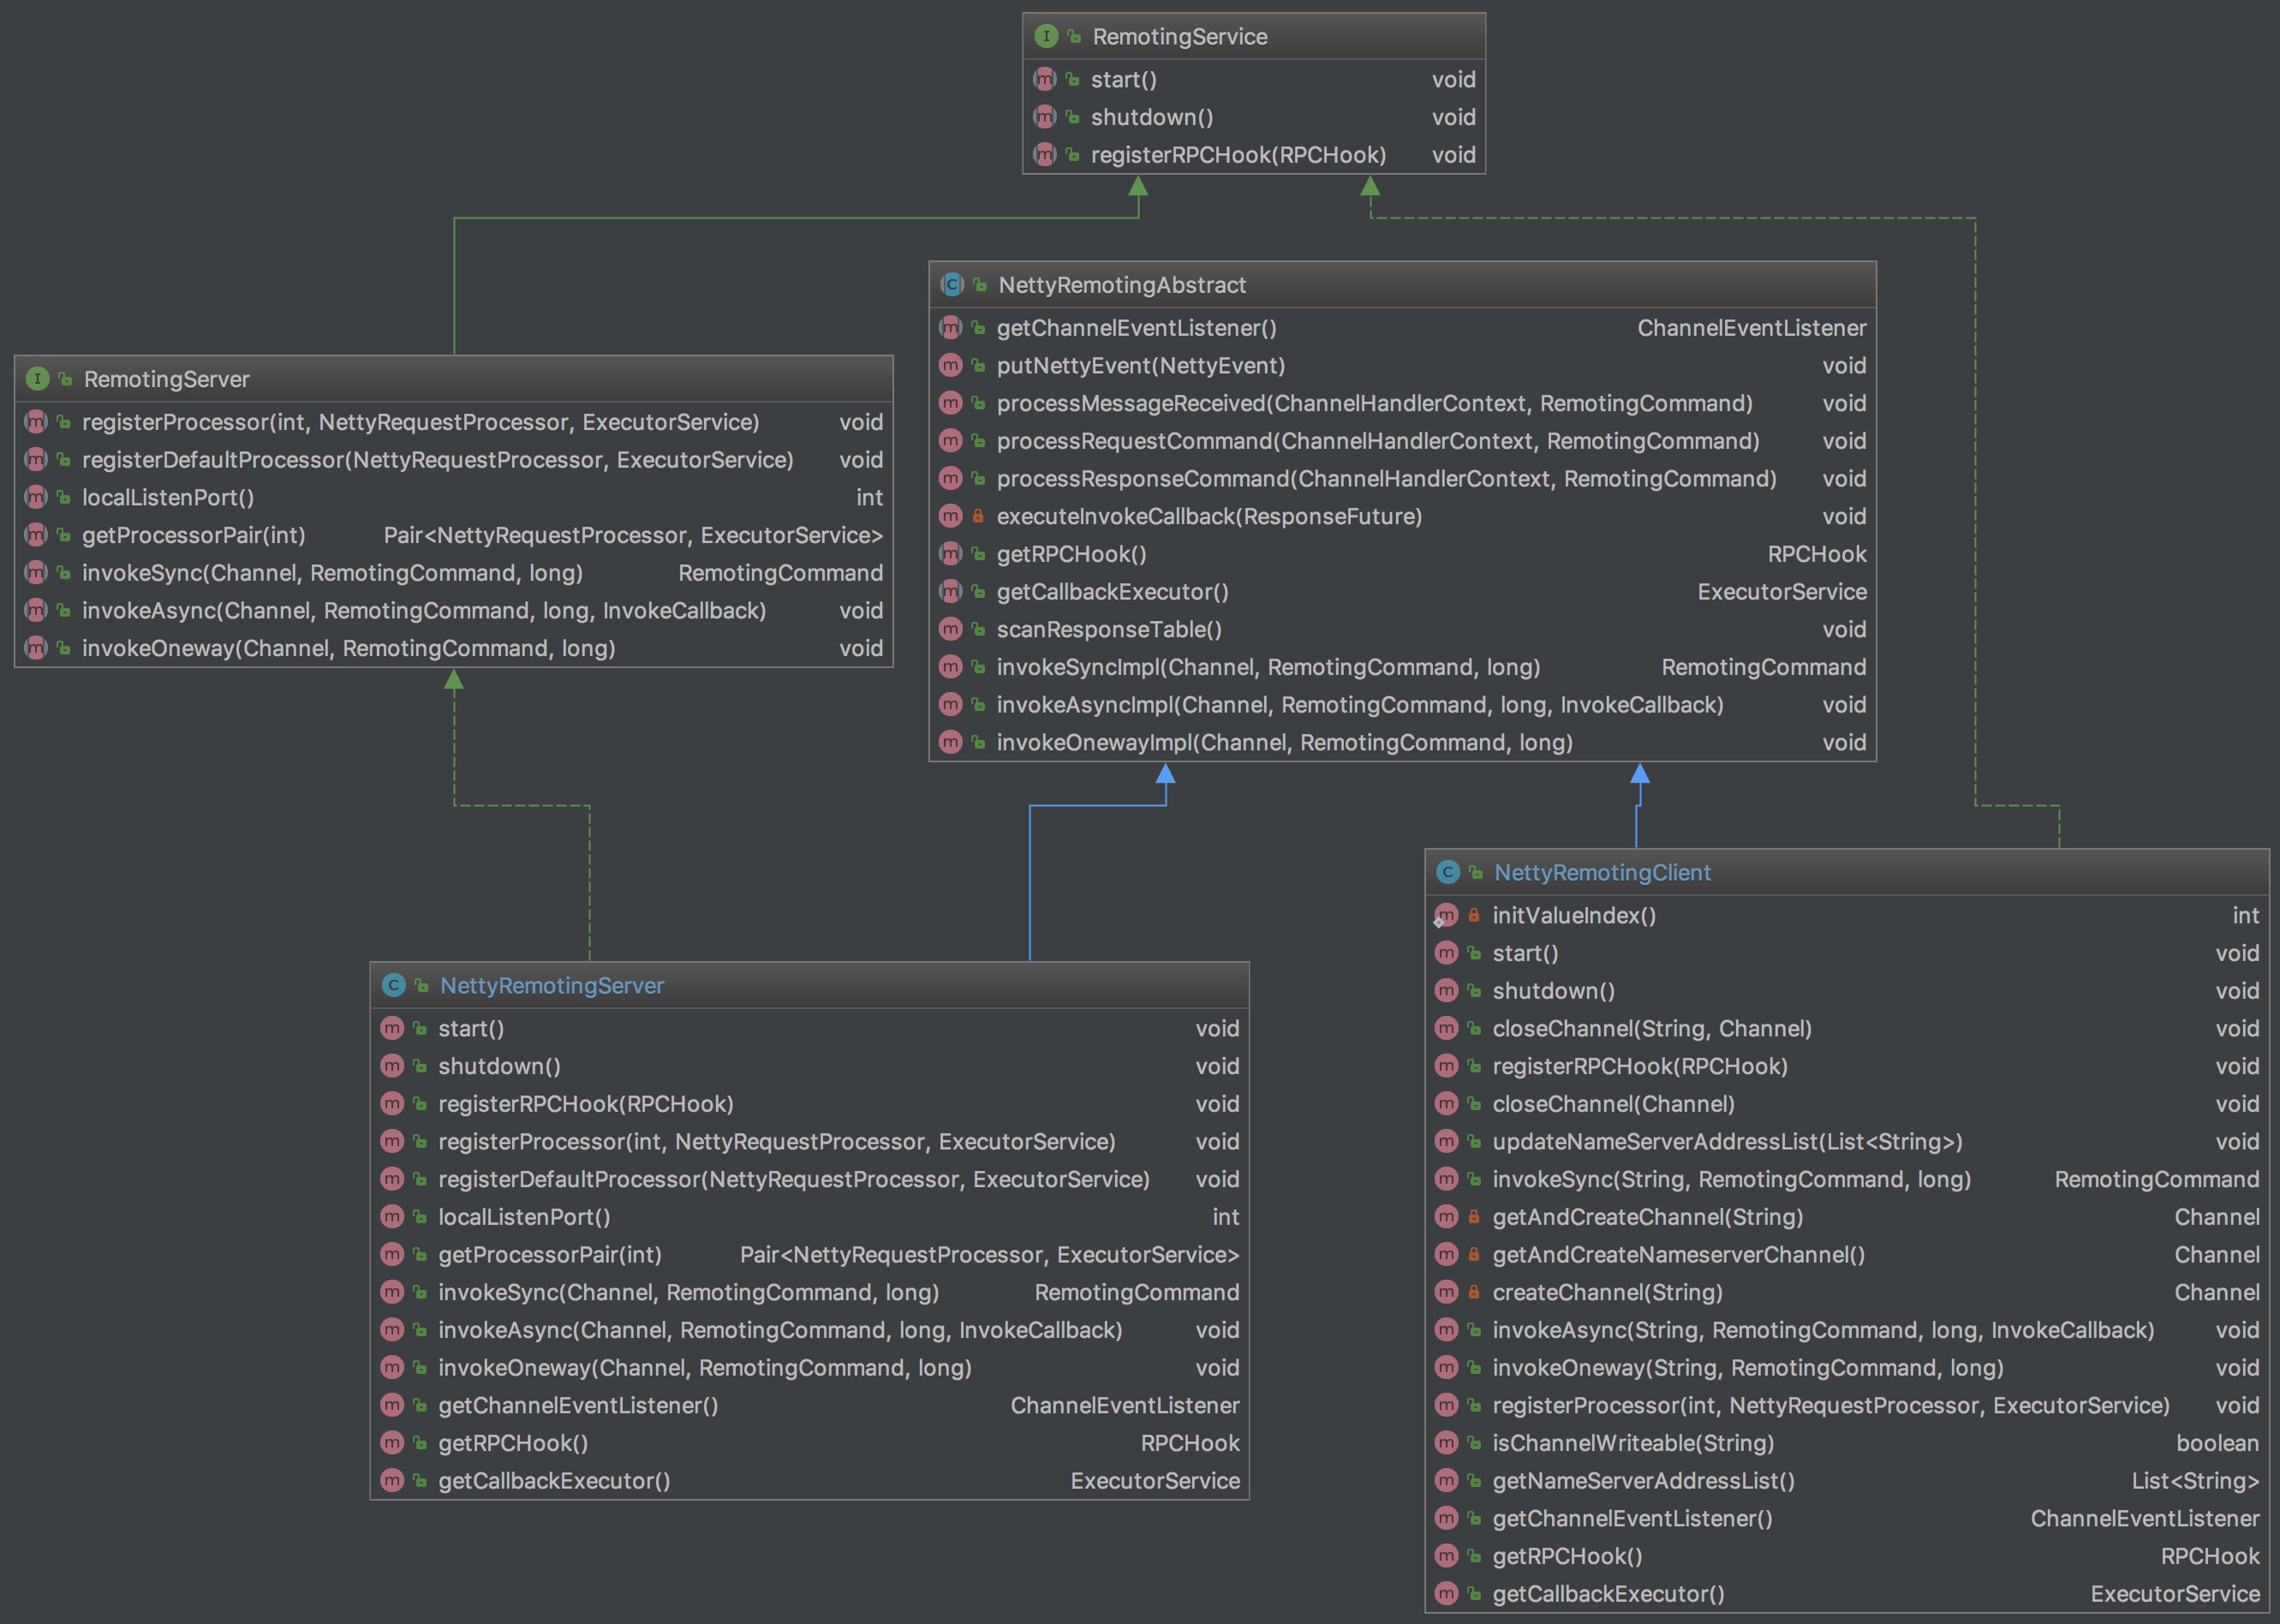 RemotingService
start() void
shutdown() void
registerRPCHook(RPCHook) void
NettyRemotingAbstract
getChannelEventListener() ChannelEventListener
putNettyEvent(NettyEvent) void
processMessageReceived(ChannelHandlerContext, RemotingCommand) void
processRequestCommand(ChannelHandlerContext, RemotingCommand) void
processResponseCommand(ChannelHandlerContext, RemotingCommand) void
executeInvokeCallback(ResponseFuture) void
getRPCHook() RPCHook
getCallbackExecutor() ExecutorService
scanResponseTable() void
invokeSyncImpl(Channel, RemotingCommand, long) RemotingCommand
invokeAsyncImpl(Channel, RemotingCommand, long, InvokeCallback) void
invokeOnewayImpl(Channel, RemotingCommand, long) void
RemotingServer
registerProcessor(int, NettyRequestProcessor, ExecutorService) void
registerDefaultProcessor(NettyRequestProcessor, ExecutorService) void
localListenPort() int
getProcessorPair(int) Pair<NettyRequestProcessor, ExecutorService>
invokeSync(Channel, RemotingCommand, long) RemotingCommand
invokeAsync(Channel, RemotingCommand, long, InvokeCallback) void
invokeOneway(Channel, RemotingCommand, long) void
NettyRemotingServer
start() void
shutdown() void
registerRPCHook(RPCHook) void
registerProcessor(int, NettyRequestProcessor, ExecutorService) void
registerDefaultProcessor(NettyRequestProcessor, ExecutorService) void
localListenPort() int
getProcessorPair(int) Pair<NettyRequestProcessor, ExecutorService>
invokeSync(Channel, RemotingCommand, long) RemotingCommand
invokeAsync(Channel, RemotingCommand, long, InvokeCallback) void
invokeOneway(Channel, RemotingCommand, long) void
getChannelEventListener() ChannelEventListener
getRPCHook() RPCHook
getCallbackExecutor() ExecutorService
NettyRemotingClient
initValueIndex() int
start() void
shutdown() void
closeChannel(String, Channel) void
registerRPCHook(RPCHook) void
closeChannel(Channel) void
updateNameServerAddressList(List<String>) void
invokeSync(String, RemotingCommand, long) RemotingCommand
getAndCreateChannel(String) Channel
getAndCreateNameserverChannel() Channel
createChannel(String) Channel
invokeAsync(String, RemotingCommand, long, InvokeCallback) void
invokeOneway(String, RemotingCommand, long) void
registerProcessor(int, NettyRequestProcessor, ExecutorService) void
isChannelWriteable(String) boolean
getNameServerAddressList() List<String>
getChannelEventListener() ChannelEventListener
getRPCHook() RPCHook
getCallbackExecutor() ExecutorService